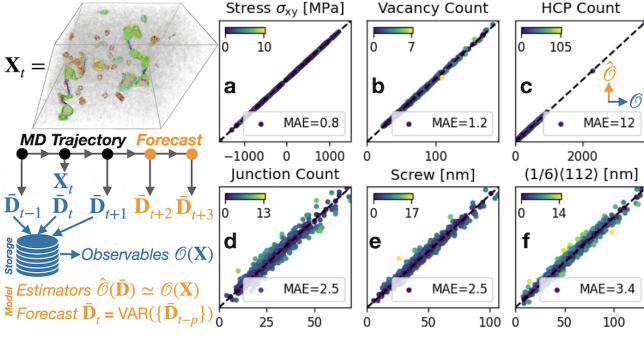 X_t =
MD Trajectory Forecast
X_t
D̄_{t−1} D̄_t D̄_{t+1} D̄_{t+2} D̄_{t+3}
Storage
Observables 𝒪(X)
Model
Estimators 𝒪̂(D̄) ≃ 𝒪(X)
Forecast D̄_t = VAR({D̄_{t−p}})
Stress σ_xy [MPa]
0 10
a
MAE=0.8
−1000 0 1000
Vacancy Count
0 7
b
MAE=1.2
100
HCP Count
0 105
c
𝒪̂
𝒪
MAE=12
0 2000
Junction Count
0 13
d
MAE=2.5
0 25 50
Screw [nm]
0 17
e
MAE=2.5
0 50 100
(1/6)⟨112⟩ [nm]
0 14
f
MAE=3.4
0 50 100